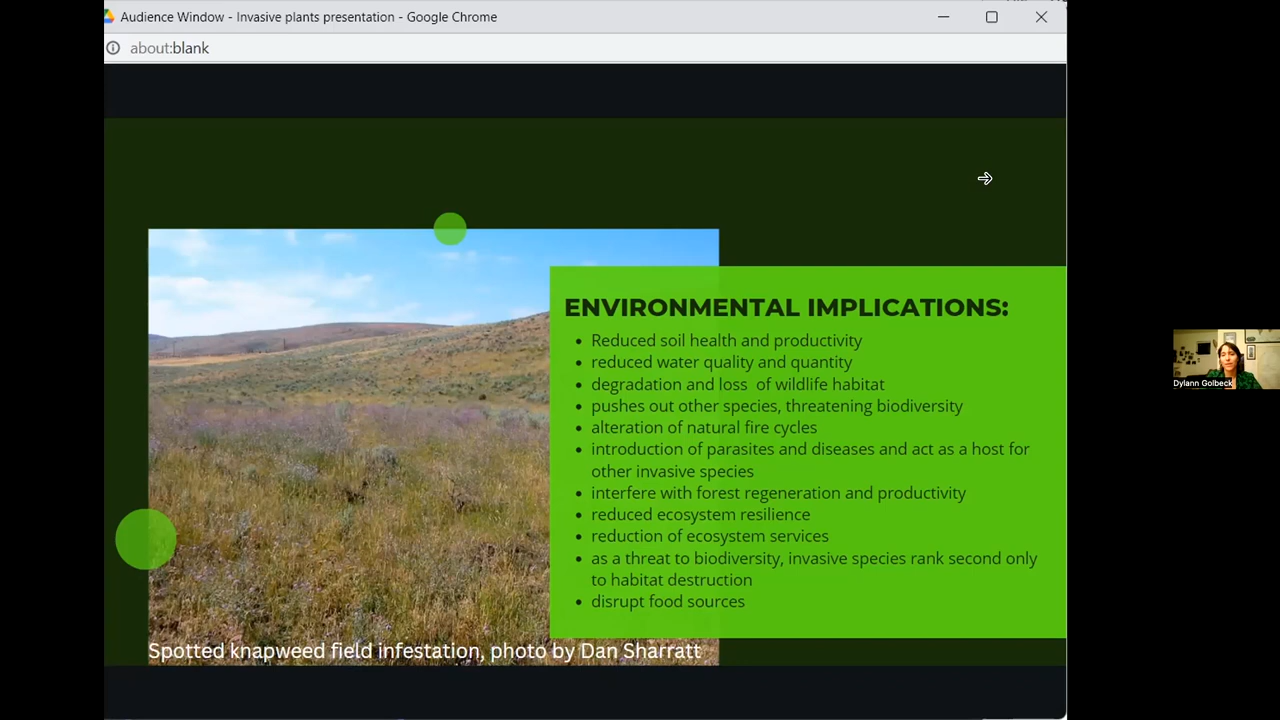 Audience Window - Invasive plants presentation - Google Chrome
about:blank
ENVIRONMENTAL IMPLICATIONS:
• Reduced soil health and productivity
• reduced water quality and quantity
• degradation and loss of wildlife habitat
• pushes out other species, threatening biodiversity
• alteration of natural fire cycles
• introduction of parasites and diseases and act as a host for
other invasive species
• interfere with forest regeneration and productivity
• reduced ecosystem resilience
• reduction of ecosystem services
• as a threat to biodiversity, invasive species rank second only
to habitat destruction
• disrupt food sources
Spotted knapweed field infestation, photo by Dan Sharratt
Dylann Golbeck